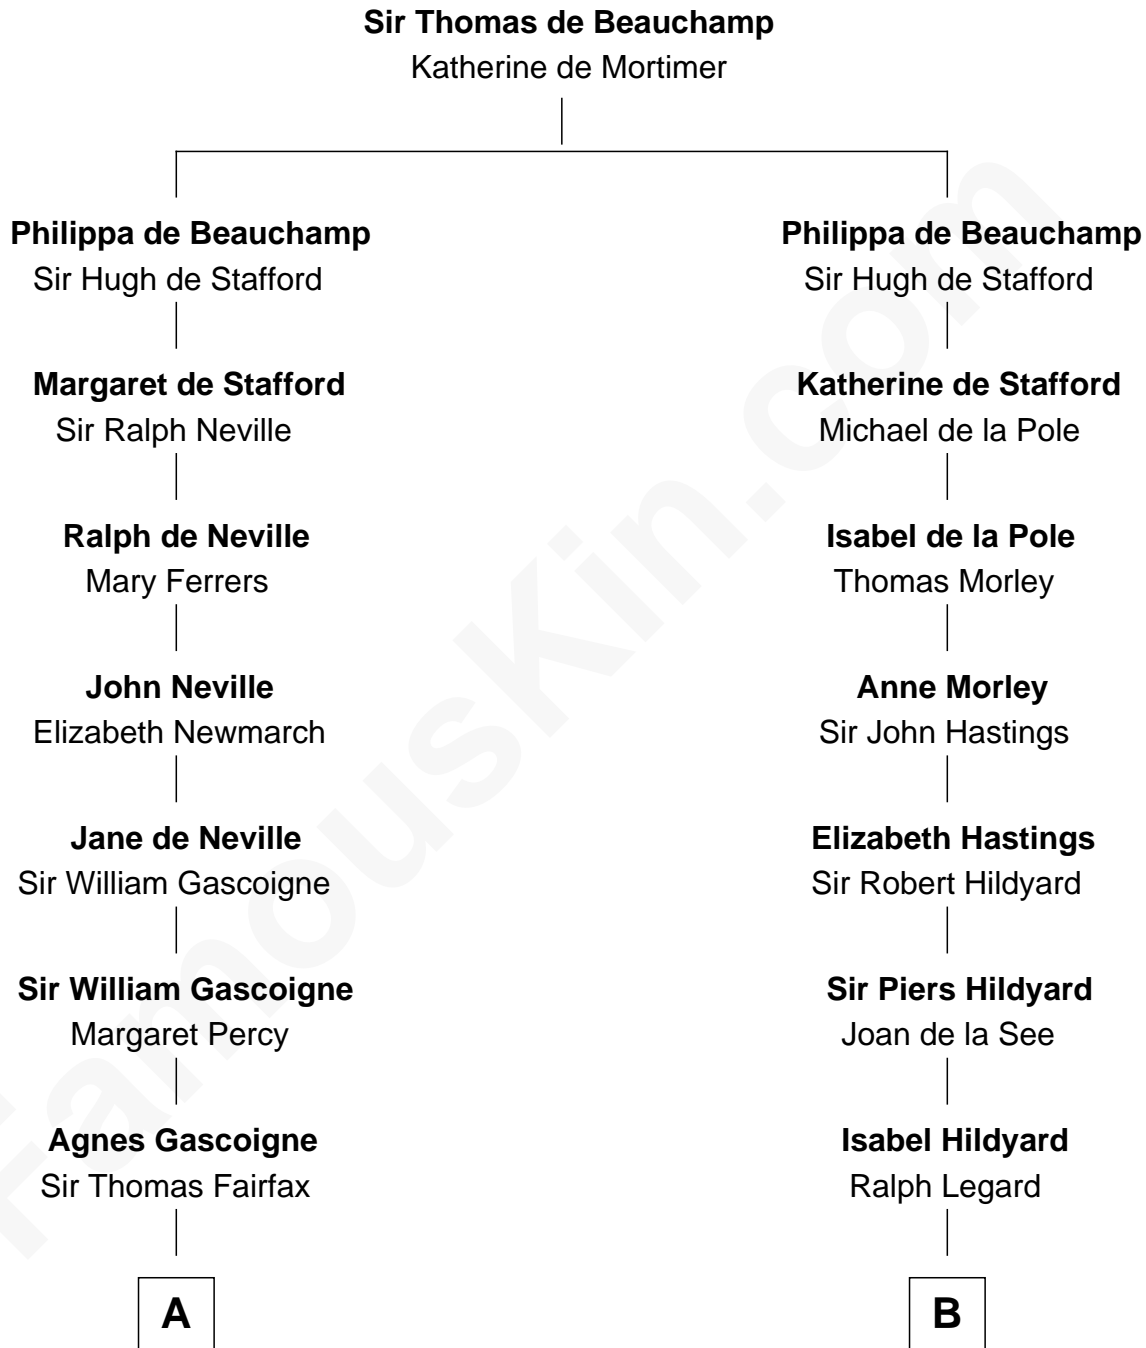 Sir Thomas de Beauchamp
Katherine de Mortimer
Philippa de Beauchamp
Sir Hugh de Stafford
Margaret de Stafford
Sir Ralph Neville
Ralph de Neville
Mary Ferrers
John Neville
Elizabeth Newmarch
Jane de Neville
Sir William Gascoigne
Sir William Gascoigne
Margaret Percy
Agnes Gascoigne
Sir Thomas Fairfax
A
Philippa de Beauchamp
Sir Hugh de Stafford
Katherine de Stafford
Michael de la Pole
Isabel de la Pole
Thomas Morley
Anne Morley
Sir John Hastings
Elizabeth Hastings
Sir Robert Hildyard
Sir Piers Hildyard
Joan de la See
Isabel Hildyard
Ralph Legard
B
FamousKin.com